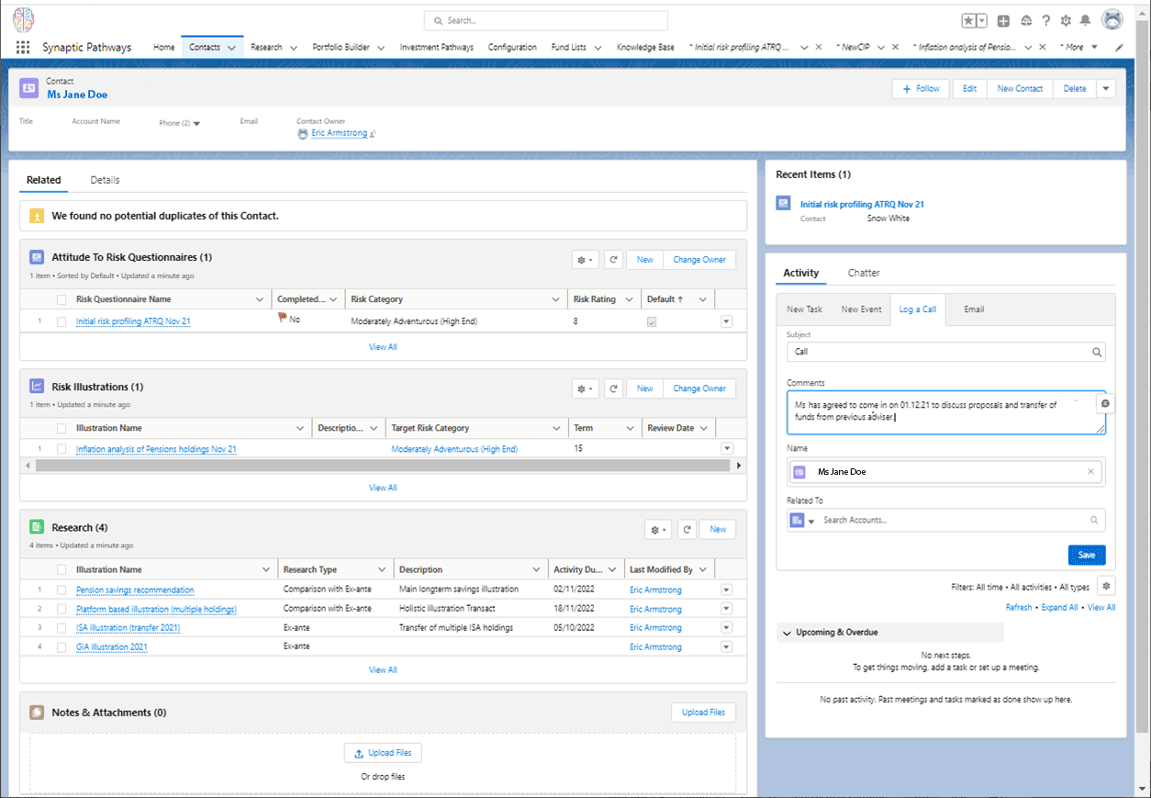 Search...
Synaptic Pathways Home Contacts Research Portfolio Builder Investment Pathways Configuration Fund Lists Knowledge Base * Initial risk profiling ATRQ ... * NewCIP * Inflation analysis of Pensio... * More
Contact
Ms Jane Doe
+ Follow Edit New Contact Delete
Title Account Name Phone (2) Email Contact Owner
Eric Armstrong
Related Details
We found no potential duplicates of this Contact.
Attitude To Risk Questionnaires (1)
New Change Owner
1 item • Sorted by Default • Updated a minute ago
Risk Questionnaire Name Completed... Risk Category Risk Rating Default ↑
1 Initial risk profiling ATRQ Nov 21 No Moderately Adventurous (High End) 8
View All
Risk Illustrations (1)
New Change Owner
1 item • Updated a minute ago
Illustration Name Descriptio... Target Risk Category Term Review Date
1 Inflation analysis of Pensions holdings Nov 21 Moderately Adventurous (High End) 15
View All
Research (4)
New
4 items • Updated a minute ago
Illustration Name Research Type Description Activity Du... Last Modified By
1 Pension savings recommendation Comparison with Ex-ante Main longterm savings illustration 02/11/2022 Eric Armstrong
2 Platform based illustration (multiple holdings) Comparison with Ex-ante Holistic illustration Transact 18/11/2022 Eric Armstrong
3 ISA illustration (transfer 2021) Ex-ante Transfer of multiple ISA holdings 05/10/2022 Eric Armstrong
4 GIA illustration 2021 Ex-ante Eric Armstrong
View All
Notes & Attachments (0)
Upload Files
Upload Files
Or drop files
Recent Items (1)
Initial risk profiling ATRQ Nov 21
Contact Snow White
Activity Chatter
New Task New Event Log a Call Email
Subject
Call
Comments
Ms has agreed to come in on 01.12.21 to discuss proposals and transfer of
funds from previous adviser.
Name
Ms Jane Doe
Related To
Search Accounts...
Save
Filters: All time • All activities • All types
Refresh • Expand All • View All
Upcoming & Overdue
No next steps.
To get things moving, add a task or set up a meeting.
No past activity. Past meetings and tasks marked as done show up here.